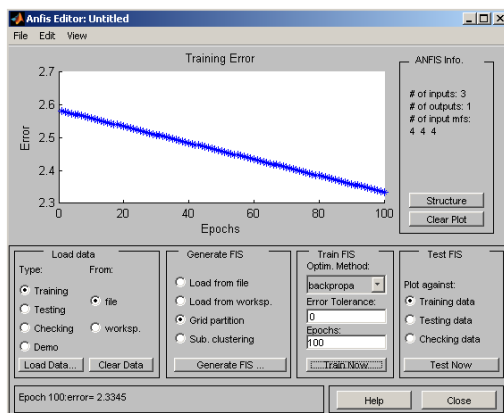 Anfis Editor: Untitled
File Edit View
Training Error
2.7
2.6
2.5
2.4
2.3
Error
0 20 40 60 80 100
Epochs
ANFIS Info.
# of inputs: 3
# of outputs: 1
# of input mfs:
4 4 4
Structure
Clear Plot
Load data
Type: From:
Training
Testing
Checking
Demo
file
worksp.
Load Data... Clear Data
Generate FIS
Load from file
Load from worksp.
Grid partition
Sub. clustering
Generate FIS ...
Train FIS
Optim. Method:
backpropa
Error Tolerance:
0
Epochs:
100
Train Now
Test FIS
Plot against:
Training data
Testing data
Checking data
Test Now
Epoch 100:error= 2.3345
Help Close